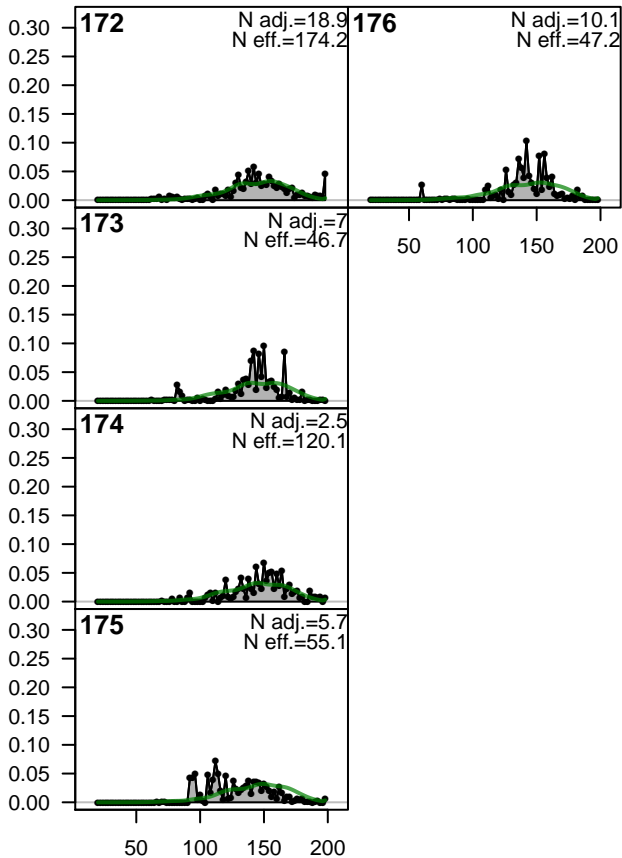 172
N adj.=18.9
N eff.=174.2
176
N adj.=10.1
N eff.=47.2
0.30
0.25
0.20
0.15
0.10
0.05
0.00
173
N adj.=7
N eff.=46.7
50 100 150 200
0.30
0.25
0.20
0.15
0.10
0.05
0.00
174
N adj.=2.5
N eff.=120.1
0.30
0.25
0.20
0.15
0.10
0.05
0.00
175
N adj.=5.7
N eff.=55.1
0.30
0.25
0.20
0.15
0.10
0.05
0.00
50 100 150 200